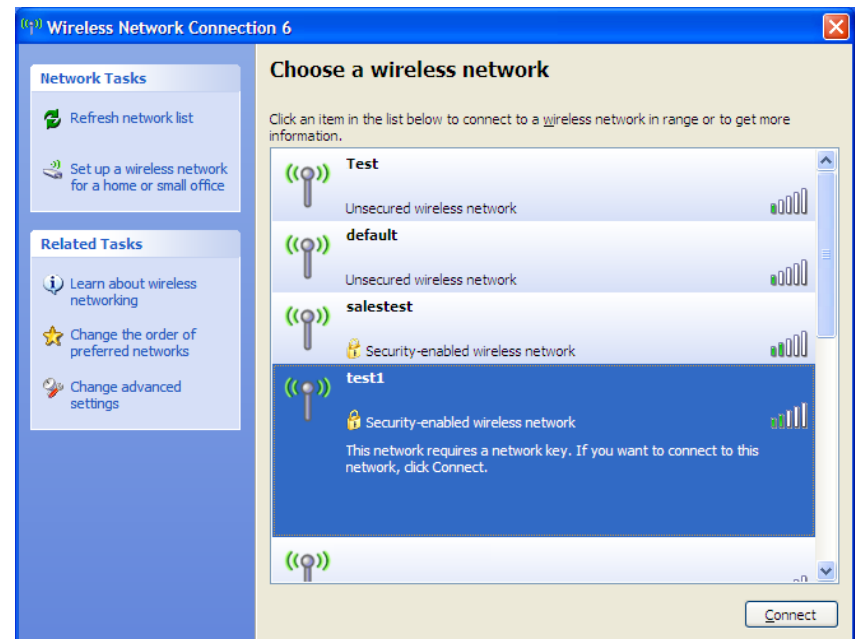 Wireless Network Connection 6
Network Tasks
Refresh network list
Set up a wireless network
for a home or small office
Related Tasks
Learn about wireless
networking
Change the order of
preferred networks
Change advanced
settings
Choose a wireless network
Click an item in the list below to connect to a wireless network in range or to get more
information.
Test
Unsecured wireless network
default
Unsecured wireless network
salestest
Security-enabled wireless network
test1
Security-enabled wireless network
This network requires a network key. If you want to connect to this
network, click Connect.
Connect